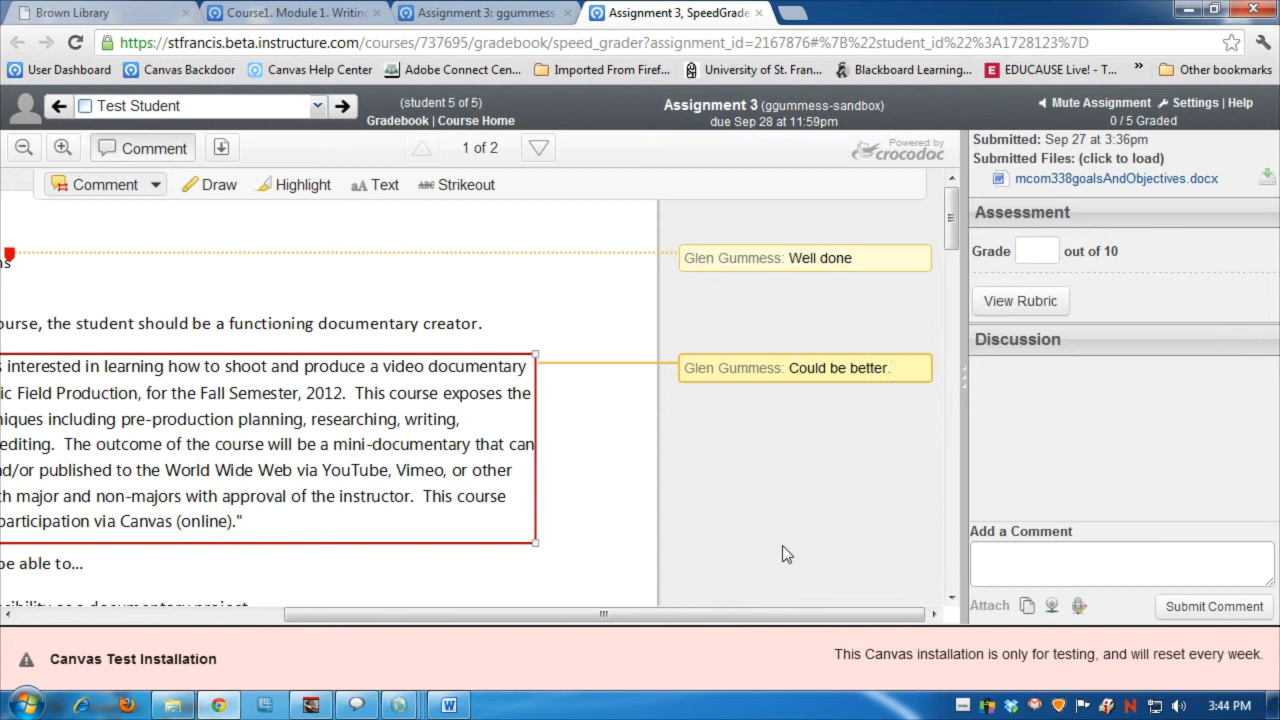 Brown Library
Course1. Module 1. Writing
Assignment 3: ggummess
Assignment 3, SpeedGrade
https://stfrancis.beta.instructure.com/courses/737695/gradebook/speed_grader?assignment_id=2167876#%7B%22student_id%22%3A1728123%7D
User Dashboard
Canvas Backdoor
Canvas Help Center
Adobe Connect Cen...
Imported From Firef...
University of St. Fran...
Blackboard Learning...
EDUCAUSE Live! - T...
»
Other bookmarks
Test Student
(student 5 of 5)
Gradebook | Course Home
Assignment 3 (ggummess-sandbox)
due Sep 28 at 11:59pm
Mute Assignment
Settings | Help
0 / 5 Graded
Comment
1 of 2
Powered by
crocodoc
Comment
Draw
Highlight
aA Text
ABC Strikeout
ns
ourse, the student should be a functioning documentary creator.
s interested in learning how to shoot and produce a video documentary
ic Field Production, for the Fall Semester, 2012. This course exposes the
niques including pre-production planning, researching, writing,
editing. The outcome of the course will be a mini-documentary that can
nd/or published to the World Wide Web via YouTube, Vimeo, or other
th major and non-majors with approval of the instructor. This course
participation via Canvas (online)."
be able to...
sibility as a documentary project
Glen Gummess: Well done
Glen Gummess: Could be better.
Submitted: Sep 27 at 3:36pm
Submitted Files: (click to load)
mcom338goalsAndObjectives.docx
Assessment
Grade
out of 10
View Rubric
Discussion
Add a Comment
Attach
Submit Comment
Canvas Test Installation
This Canvas installation is only for testing, and will reset every week.
3:44 PM